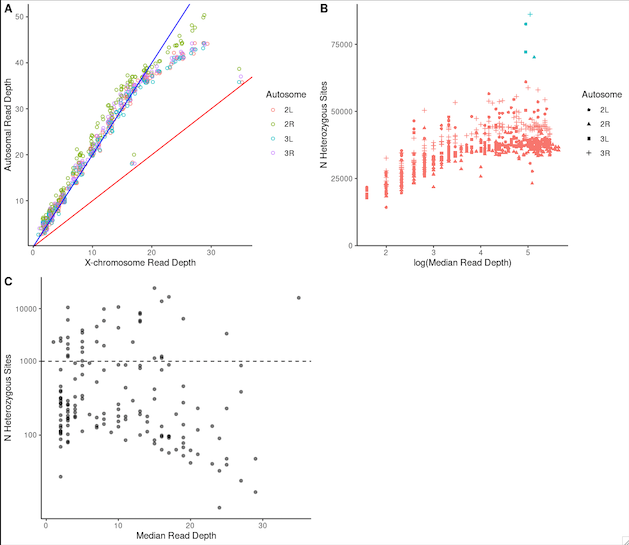 A
50
40
30
20
10
0
10
20
30
Autosomal Read Depth
X-chromosome Read Depth
Autosome
2L
2R
3L
3R
B
75000
50000
25000
0
2
3
4
5
N Heterozygous Sites
log(Median Read Depth)
Autosome
2L
2R
3L
3R
C
10000
1000
100
0
10
20
30
N Heterozygous Sites
Median Read Depth